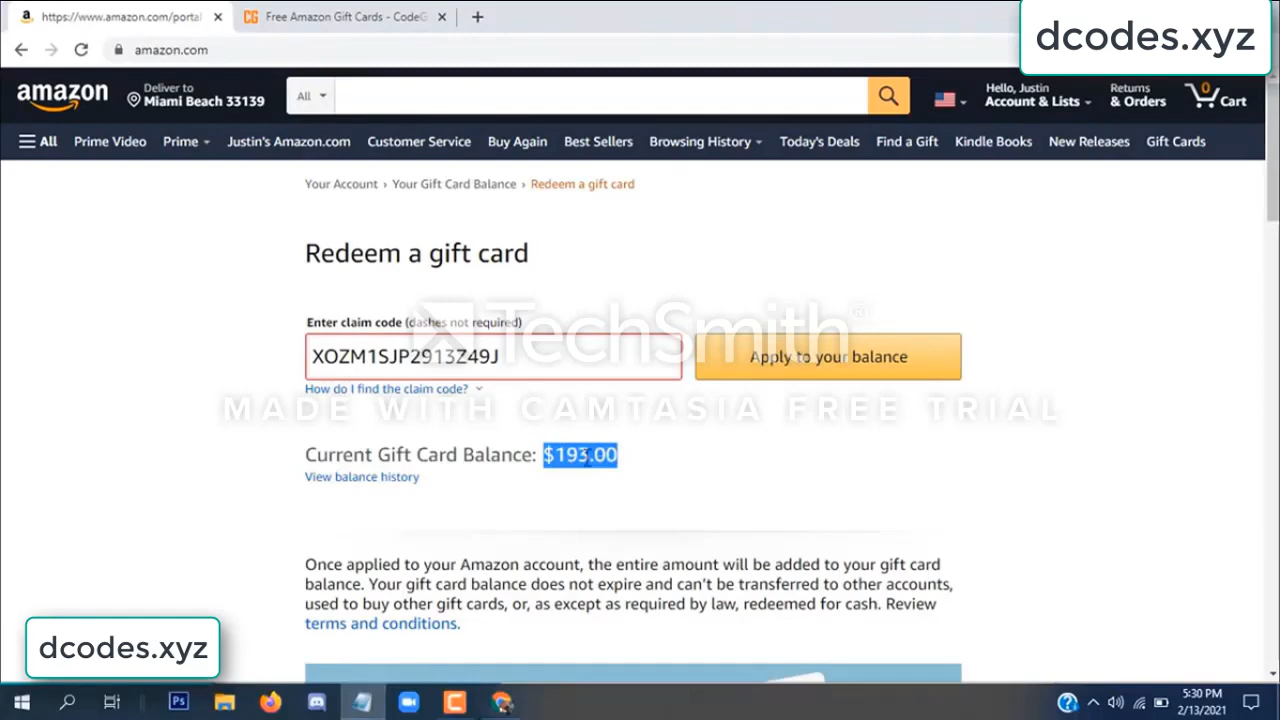 https://www.amazon.com/portal
Free Amazon Gift Cards - CodeG
amazon.com
dcodes.xyz
amazon
Deliver to
Miami Beach 33139
All
Hello, Justin
Account & Lists
Returns
& Orders
0
Cart
All
Prime Video
Prime
Justin's Amazon.com
Customer Service
Buy Again
Best Sellers
Browsing History
Today's Deals
Find a Gift
Kindle Books
New Releases
Gift Cards
Your Account › Your Gift Card Balance › Redeem a gift card
Redeem a gift card
TechSmith®
Enter claim code (dashes not required)
XOZM1SJP2913Z49J
Apply to your balance
How do I find the claim code?
MADE WITH CAMTASIA FREE TRIAL
Current Gift Card Balance: $193.00
View balance history
Once applied to your Amazon account, the entire amount will be added to your gift card
balance. Your gift card balance does not expire and can't be transferred to other accounts,
used to buy other gift cards, or, as except as required by law, redeemed for cash. Review
terms and conditions.
dcodes.xyz
Ps
5:30 PM
2/13/2021